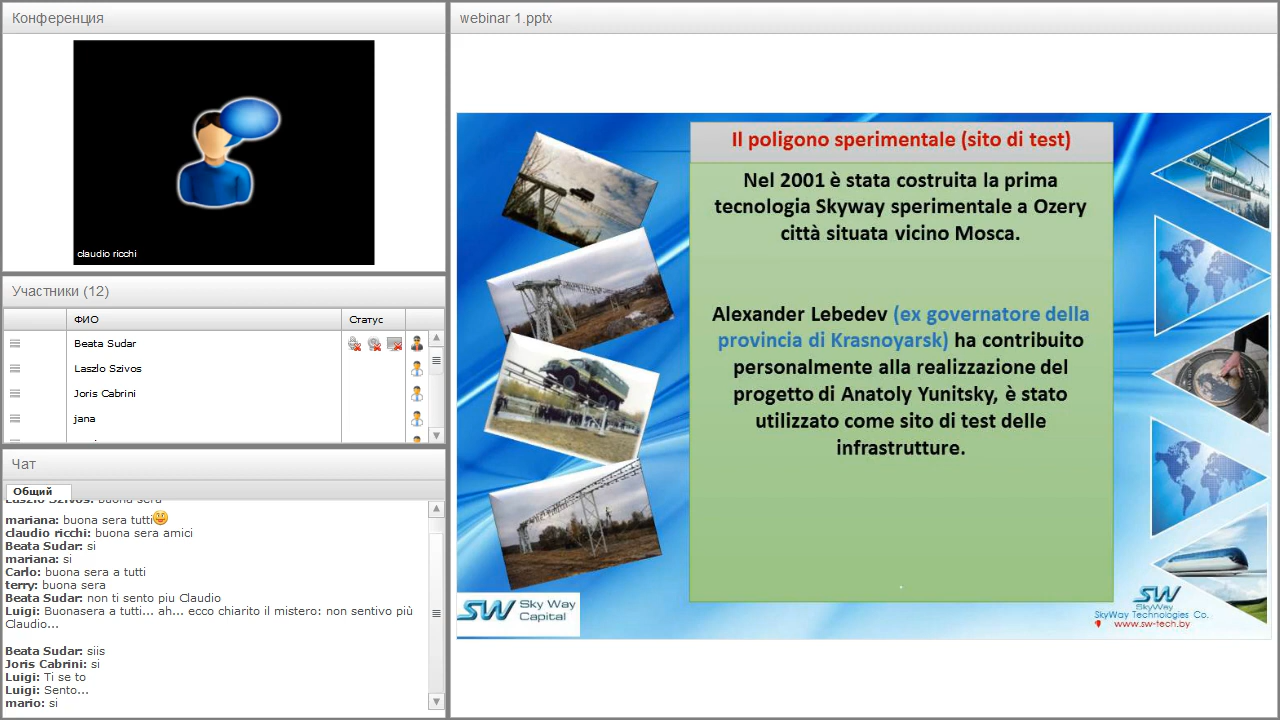 Конференция
claudio ricchi
Участники (12)
ФИО
Статус
Beata Sudar
Laszlo Szivos
Joris Cabrini
jana
Чат
Общий
Laszlo Szivos: buona sera
mariana: buona sera tutti
claudio ricchi: buona sera amici
Beata Sudar: si
mariana: si
Carlo: buona sera a tutti
terry: buona sera
Beata Sudar: non ti sento piu Claudio
Luigi: Buonasera a tutti... ah... ecco chiarito il mistero: non sentivo più
Claudio...
Beata Sudar: siis
Joris Cabrini: si
Luigi: Ti se to
Luigi: Sento...
mario: si
webinar 1.pptx
Il poligono sperimentale (sito di test)
Nel 2001 è stata costruita la prima
tecnologia Skyway sperimentale a Ozery
città situata vicino Mosca.
Alexander Lebedev (ex governatore della
provincia di Krasnoyarsk) ha contribuito
personalmente alla realizzazione del
progetto di Anatoly Yunitsky, è stato
utilizzato come sito di test delle
infrastrutture.
SW Sky Way
Capital
SW
SkyWay
SkyWay Technologies Co.
www.sw-tech.by